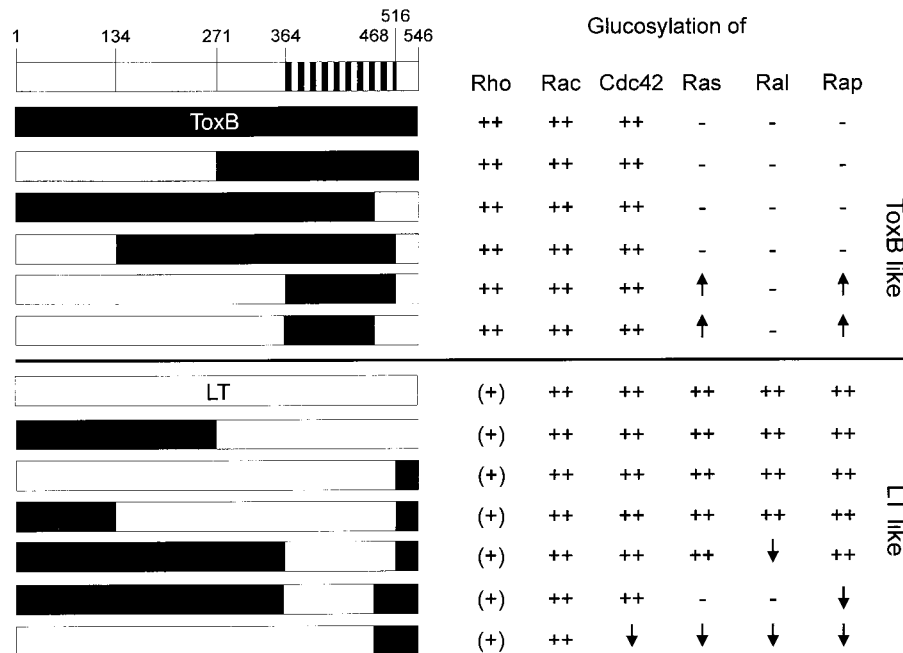 516
Glucosylation of
1 134 271 364 468 546
Rho Rac Cdc42 Ras Ral Rap
ToxB ++ ++ ++ - - -
++ ++ ++ - - -
++ ++ ++ - - -
++ ++ ++ - - -
++ ++ ++ ↑ - ↑
++ ++ ++ ↑ - ↑
ToxB like
LT (+) ++ ++ ++ ++ ++
(+) ++ ++ ++ ++ ++
(+) ++ ++ ++ ++ ++
(+) ++ ++ ++ ++ ++
(+) ++ ++ ++ ↓ ++
(+) ++ ++ - - ↓
(+) ++ ↓ ↓ ↓ ↓
LT like